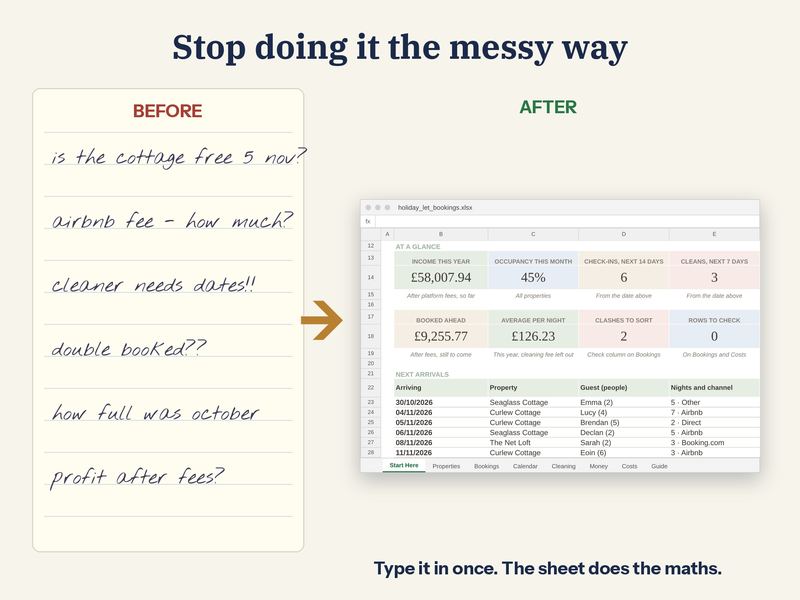 Stop doing it the messy way
BEFORE
is the cottage free 5 nov?
airbnb fee - how much?
cleaner needs dates!!
double booked??
how full was october
profit after fees?
AFTER
holiday_let_bookings.xlsx
fx
A B C D E
12 AT A GLANCE
13 INCOME THIS YEAR OCCUPANCY THIS MONTH CHECK-INS, NEXT 14 DAYS CLEANS, NEXT 7 DAYS
14 £58,007.94 45% 6 3
15 After platform fees, so far All properties From the date above From the date above
16
17 BOOKED AHEAD AVERAGE PER NIGHT CLASHES TO SORT ROWS TO CHECK
18 £9,255.77 £126.23 2 0
19 After fees, still to come This year, cleaning fee left out Check column on Bookings On Bookings and Costs
20
21 NEXT ARRIVALS
22 Arriving Property Guest (people) Nights and channel
23 30/10/2026 Seaglass Cottage Emma (2) 5 · Other
24 04/11/2026 Curlew Cottage Lucy (4) 7 · Airbnb
25 05/11/2026 Curlew Cottage Brendan (5) 2 · Direct
26 06/11/2026 Seaglass Cottage Declan (2) 5 · Airbnb
27 08/11/2026 The Net Loft Sarah (2) 3 · Booking.com
28 11/11/2026 Curlew Cottage Eoin (6) 3 · Airbnb
Start Here Properties Bookings Calendar Cleaning Money Costs Guide
Type it in once. The sheet does the maths.